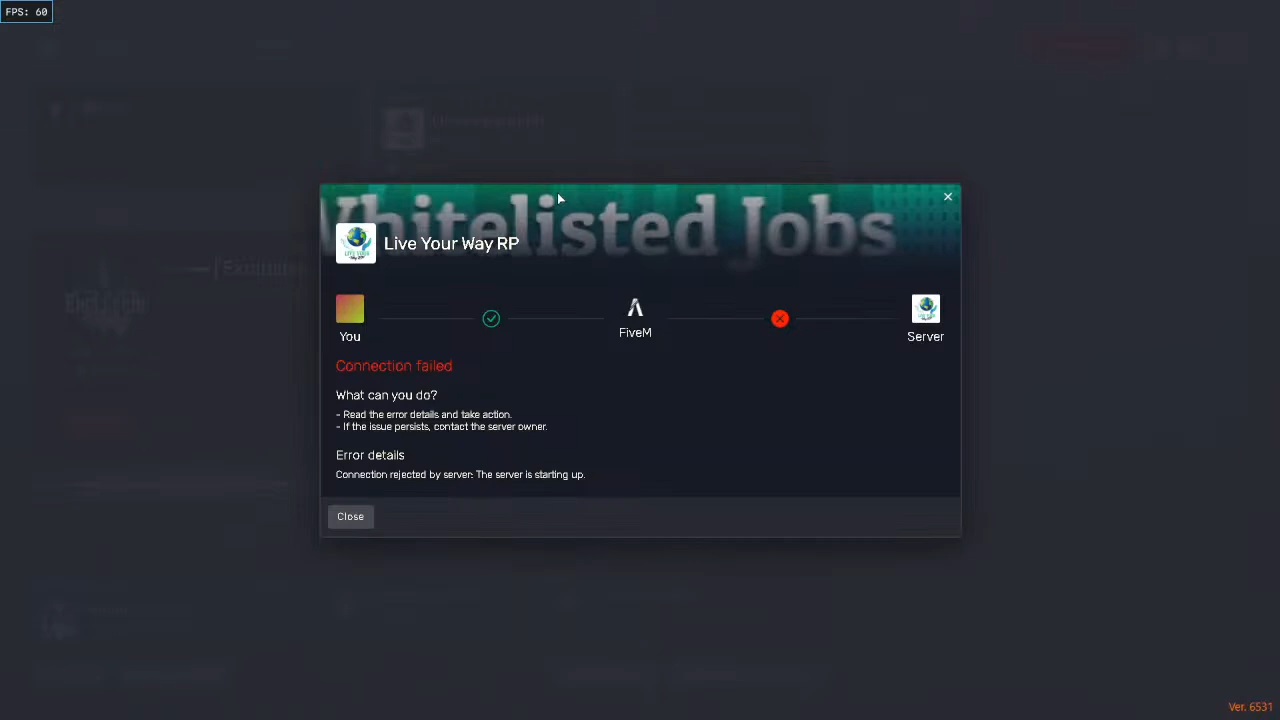 FPS: 60
Whitelisted Jobs
Live Your Way RP
You
FiveM
Server
Connection failed
What can you do?
- Read the error details and take action.
- If the issue persists, contact the server owner.
Error details
Connection rejected by server: The server is starting up.
Close
Ver. 6531